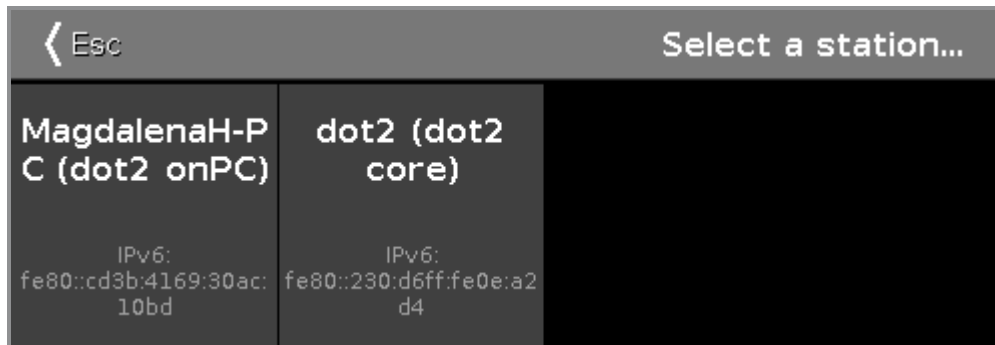 Esc
Select a station...
MagdalenaH-P
C (dot2 onPC)
IPv6:
fe80::cd3b:4169:30ac:
10bd
dot2 (dot2
core)
IPv6:
fe80::230:d6ff:fe0e:a2
d4